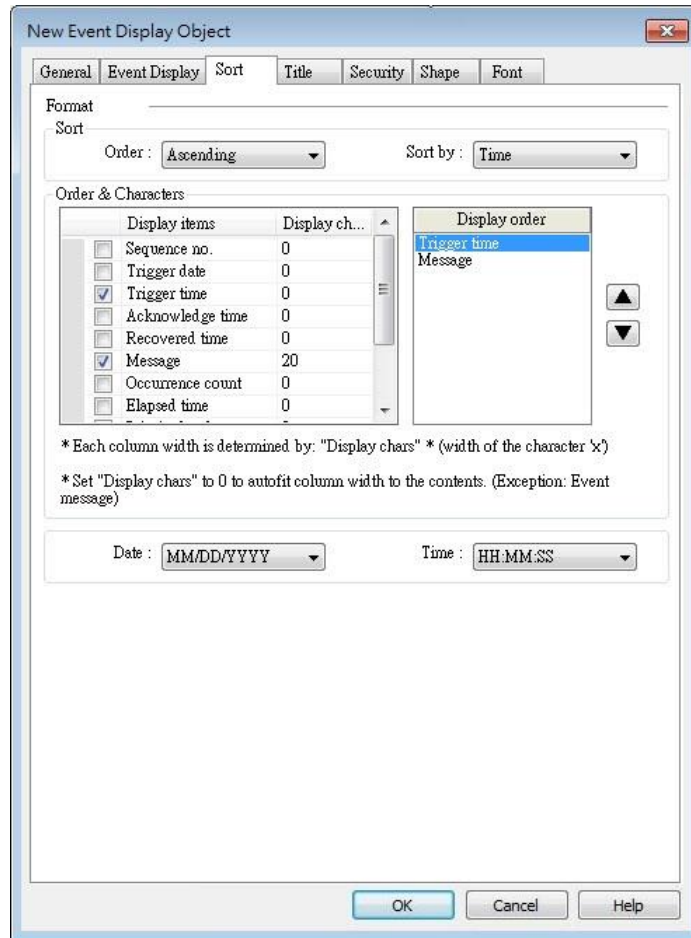 New Event Display Object
General Event Display Sort Title Security Shape Font
Format
Sort
Order : Ascending Sort by : Time
Order & Characters
Display items Display ch... Display order
Sequence no. 0 Trigger time
Trigger date 0 Message
Trigger time 0
Acknowledge time 0
Recovered time 0
Message 20
Occurrence count 0
Elapsed time 0
* Each column width is determined by: "Display chars" * (width of the character 'x')
* Set "Display chars" to 0 to autofit column width to the contents. (Exception: Event
message)
Date : MM/DD/YYYY Time : HH:MM:SS
OK Cancel Help